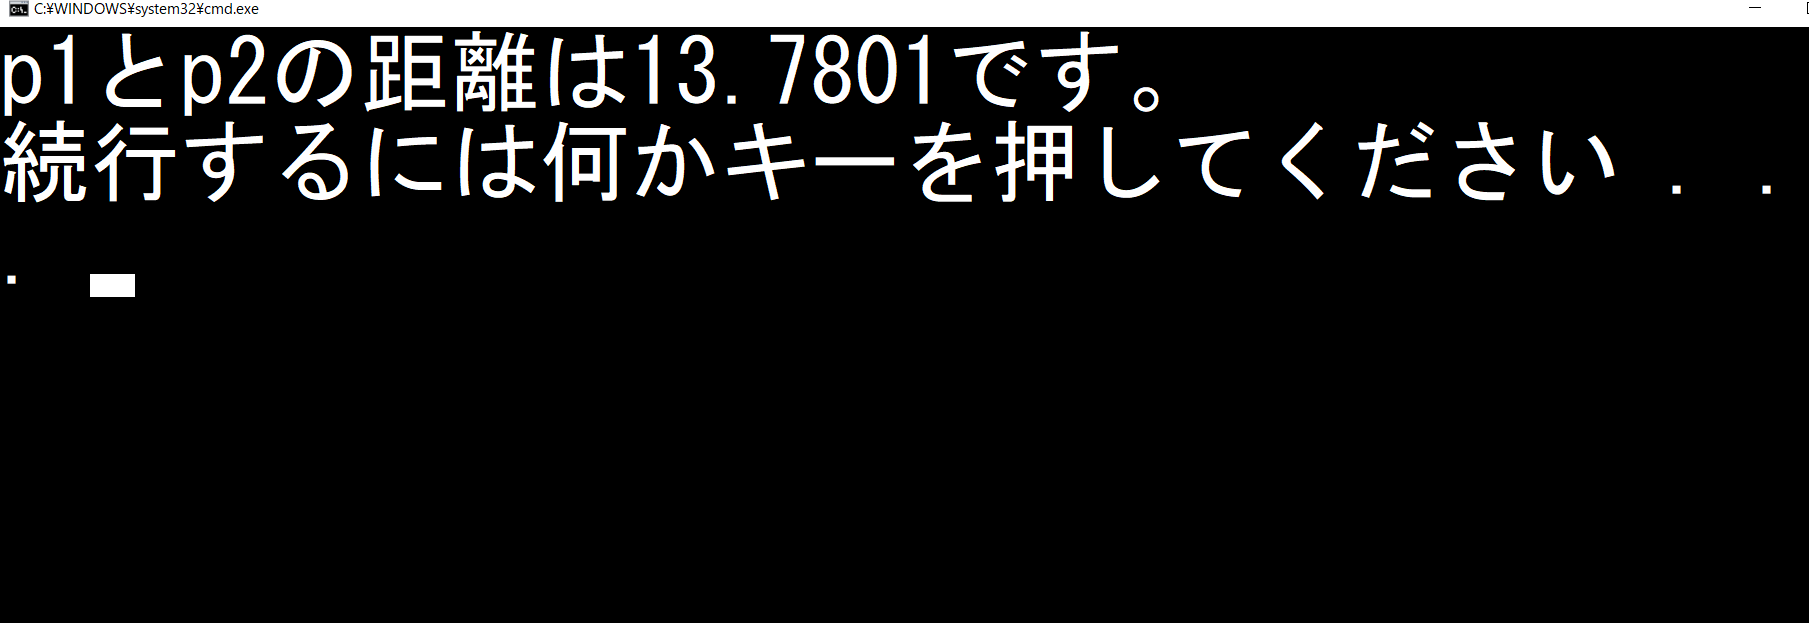 C:¥WINDOWS¥system32¥cmd.exe
p1とp2の距離は13.7801です。
続行するには何かキーを押してください . .
.